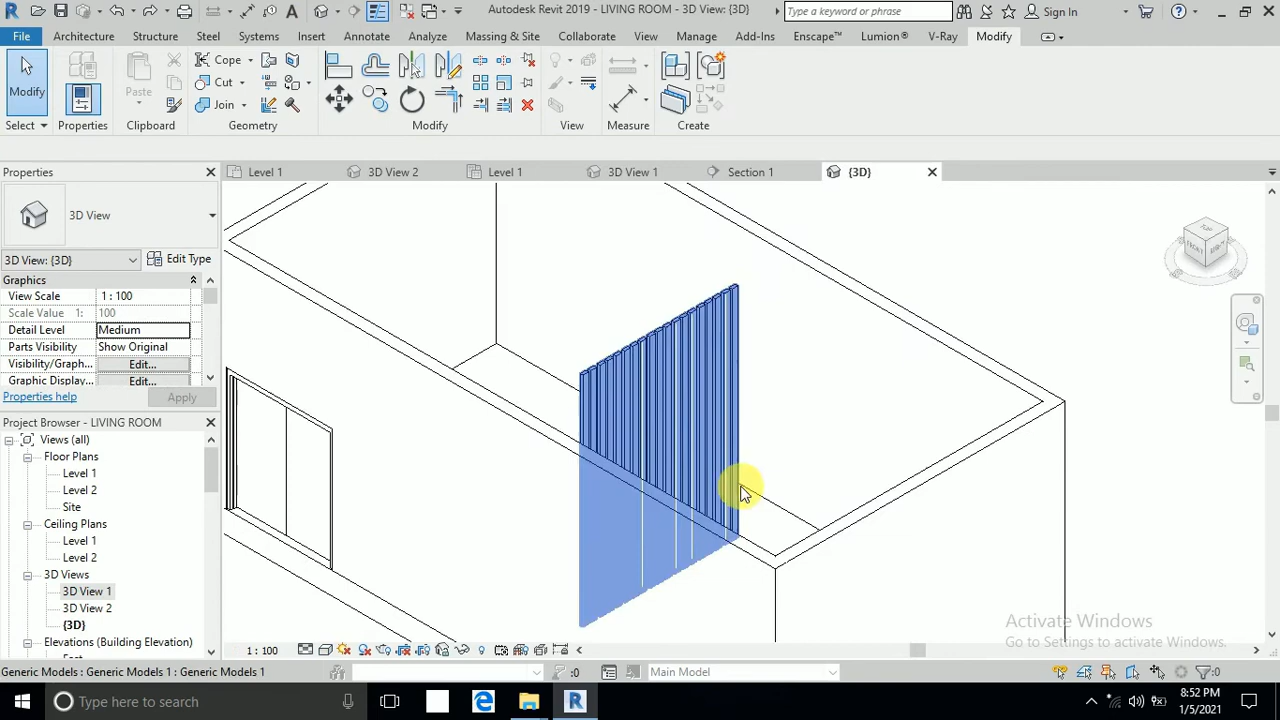 Autodesk Revit 2019 - LIVING ROOM - 3D View: {3D}
Type a keyword or phrase
Sign In
File Architecture Structure Steel Systems Insert Annotate Analyze Massing & Site Collaborate View Manage Add-Ins Enscape™ Lumion® V-Ray Modify
Modify
Paste
Cope
Cut
Join
Select Properties Clipboard Geometry Modify View Measure Create
Properties
Level 1 3D View 2 Level 1 3D View 1 Section 1 {3D}
3D View
3D View: {3D} Edit Type
Graphics
View Scale 1 : 100
Scale Value 1: 100
Detail Level Medium
Parts Visibility Show Original
Visibility/Graph... Edit...
Graphic Display... Edit...
Properties help Apply
Project Browser - LIVING ROOM
Views (all)
Floor Plans
Level 1
Level 2
Site
Ceiling Plans
Level 1
Level 2
3D Views
3D View 1
3D View 2
{3D}
Elevations (Building Elevation)
TOP
FRONT
Activate Windows
Go to Settings to activate Windows.
1 : 100
Generic Models : Generic Models 1 : Generic Models 1
:0
Main Model
:0
Type here to search
8:52 PM
1/5/2021